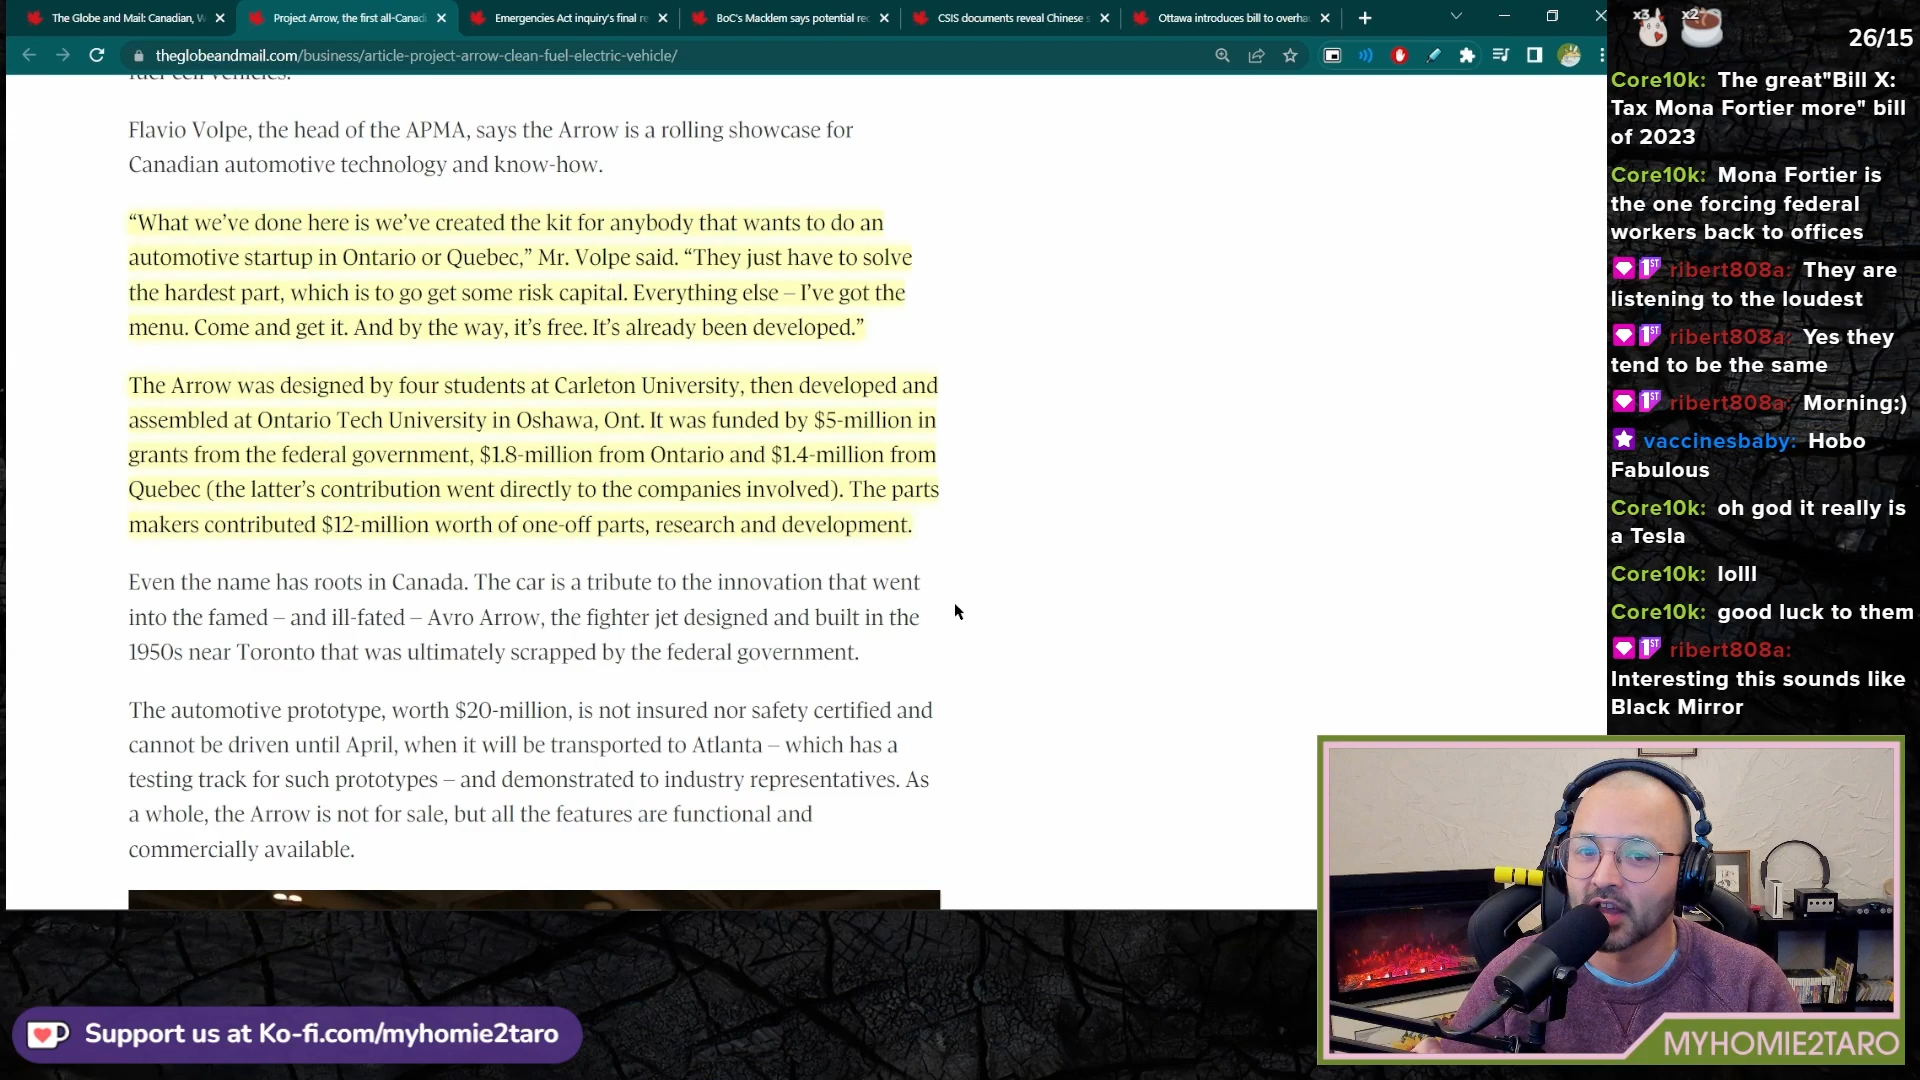 The Globe and Mail: Canadian, W
Project Arrow, the first all-Canadi
Emergencies Act inquiry's final re
BoC's Macklem says potential rec
CSIS documents reveal Chinese s
Ottawa introduces bill to overha
theglobeandmail.com/business/article-project-arrow-clean-fuel-electric-vehicle/
fuel cell vehicles.
Flavio Volpe, the head of the APMA, says the Arrow is a rolling showcase for
Canadian automotive technology and know-how.
“What we’ve done here is we’ve created the kit for anybody that wants to do an
automotive startup in Ontario or Quebec,” Mr. Volpe said. “They just have to solve
the hardest part, which is to go get some risk capital. Everything else – I’ve got the
menu. Come and get it. And by the way, it’s free. It’s already been developed.”
The Arrow was designed by four students at Carleton University, then developed and
assembled at Ontario Tech University in Oshawa, Ont. It was funded by $5-million in
grants from the federal government, $1.8-million from Ontario and $1.4-million from
Quebec (the latter’s contribution went directly to the companies involved). The parts
makers contributed $12-million worth of one-off parts, research and development.
Even the name has roots in Canada. The car is a tribute to the innovation that went
into the famed – and ill-fated – Avro Arrow, the fighter jet designed and built in the
1950s near Toronto that was ultimately scrapped by the federal government.
The automotive prototype, worth $20-million, is not insured nor safety certified and
cannot be driven until April, when it will be transported to Atlanta – which has a
testing track for such prototypes – and demonstrated to industry representatives. As
a whole, the Arrow is not for sale, but all the features are functional and
commercially available.
x3
x2
26/15
Core10k: The great"Bill X:
Tax Mona Fortier more" bill
of 2023
Core10k: Mona Fortier is
the one forcing federal
workers back to offices
1ST ribert808a: They are
listening to the loudest
1ST ribert808a: Yes they
tend to be the same
1ST ribert808a: Morning:)
vaccinesbaby: Hobo
Fabulous
Core10k: oh god it really is
a Tesla
Core10k: lolll
Core10k: good luck to them
1ST ribert808a:
Interesting this sounds like
Black Mirror
Support us at Ko-fi.com/myhomie2taro
MYHOMIE2TARO